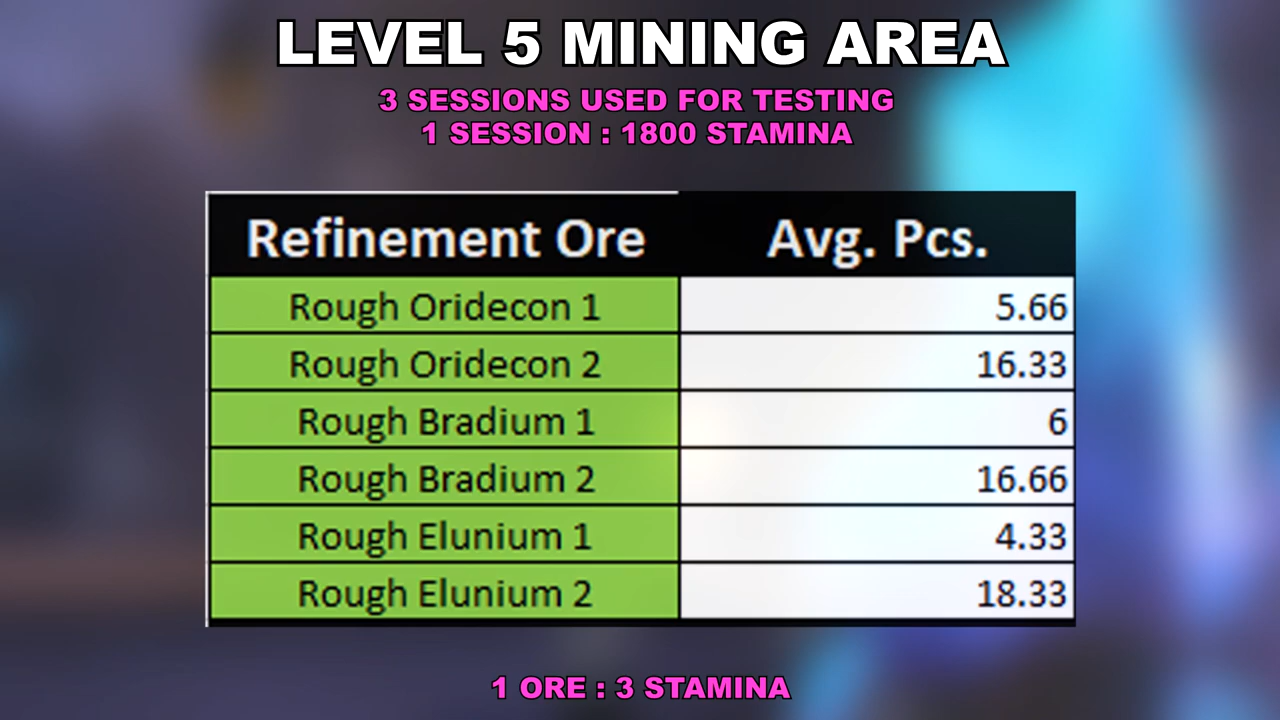 LEVEL 5 MINING AREA
3 SESSIONS USED FOR TESTING
1 SESSION : 1800 STAMINA
Refinement Ore Avg. Pcs.
Rough Oridecon 1 5.66
Rough Oridecon 2 16.33
Rough Bradium 1 6
Rough Bradium 2 16.66
Rough Elunium 1 4.33
Rough Elunium 2 18.33
1 ORE : 3 STAMINA